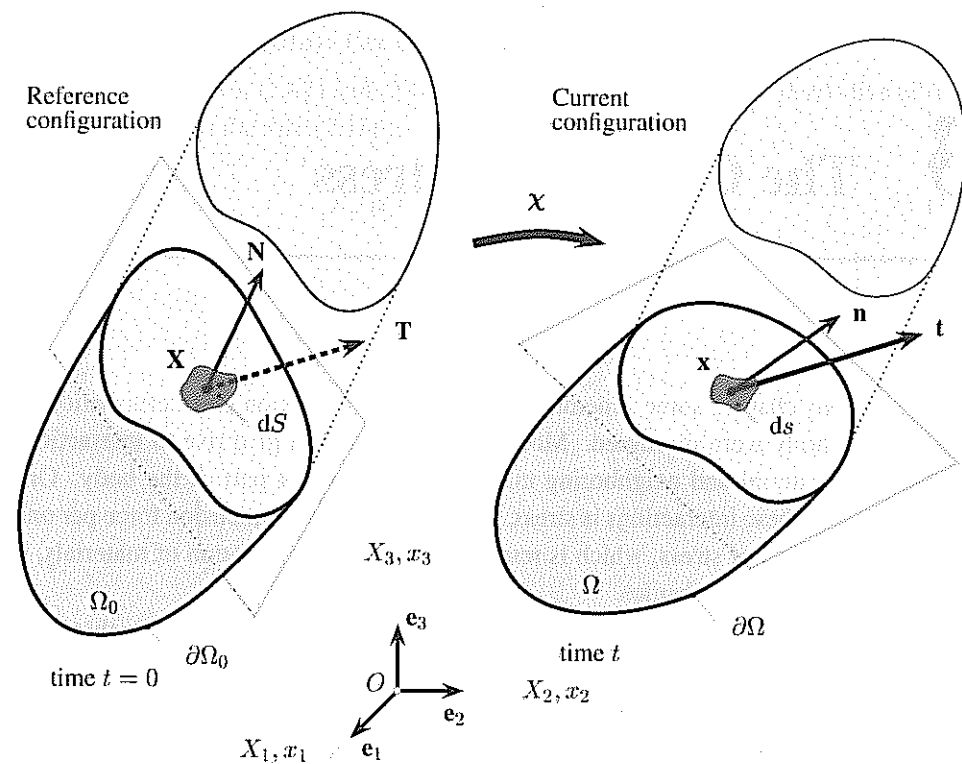 Reference
configuration
Current
configuration
χ
N
T
X
dS
n
t
x
ds
Ω₀
∂Ω₀
time t = 0
Ω
∂Ω
time t
X₃, x₃
e₃
O
e₂
X₂, x₂
e₁
X₁, x₁